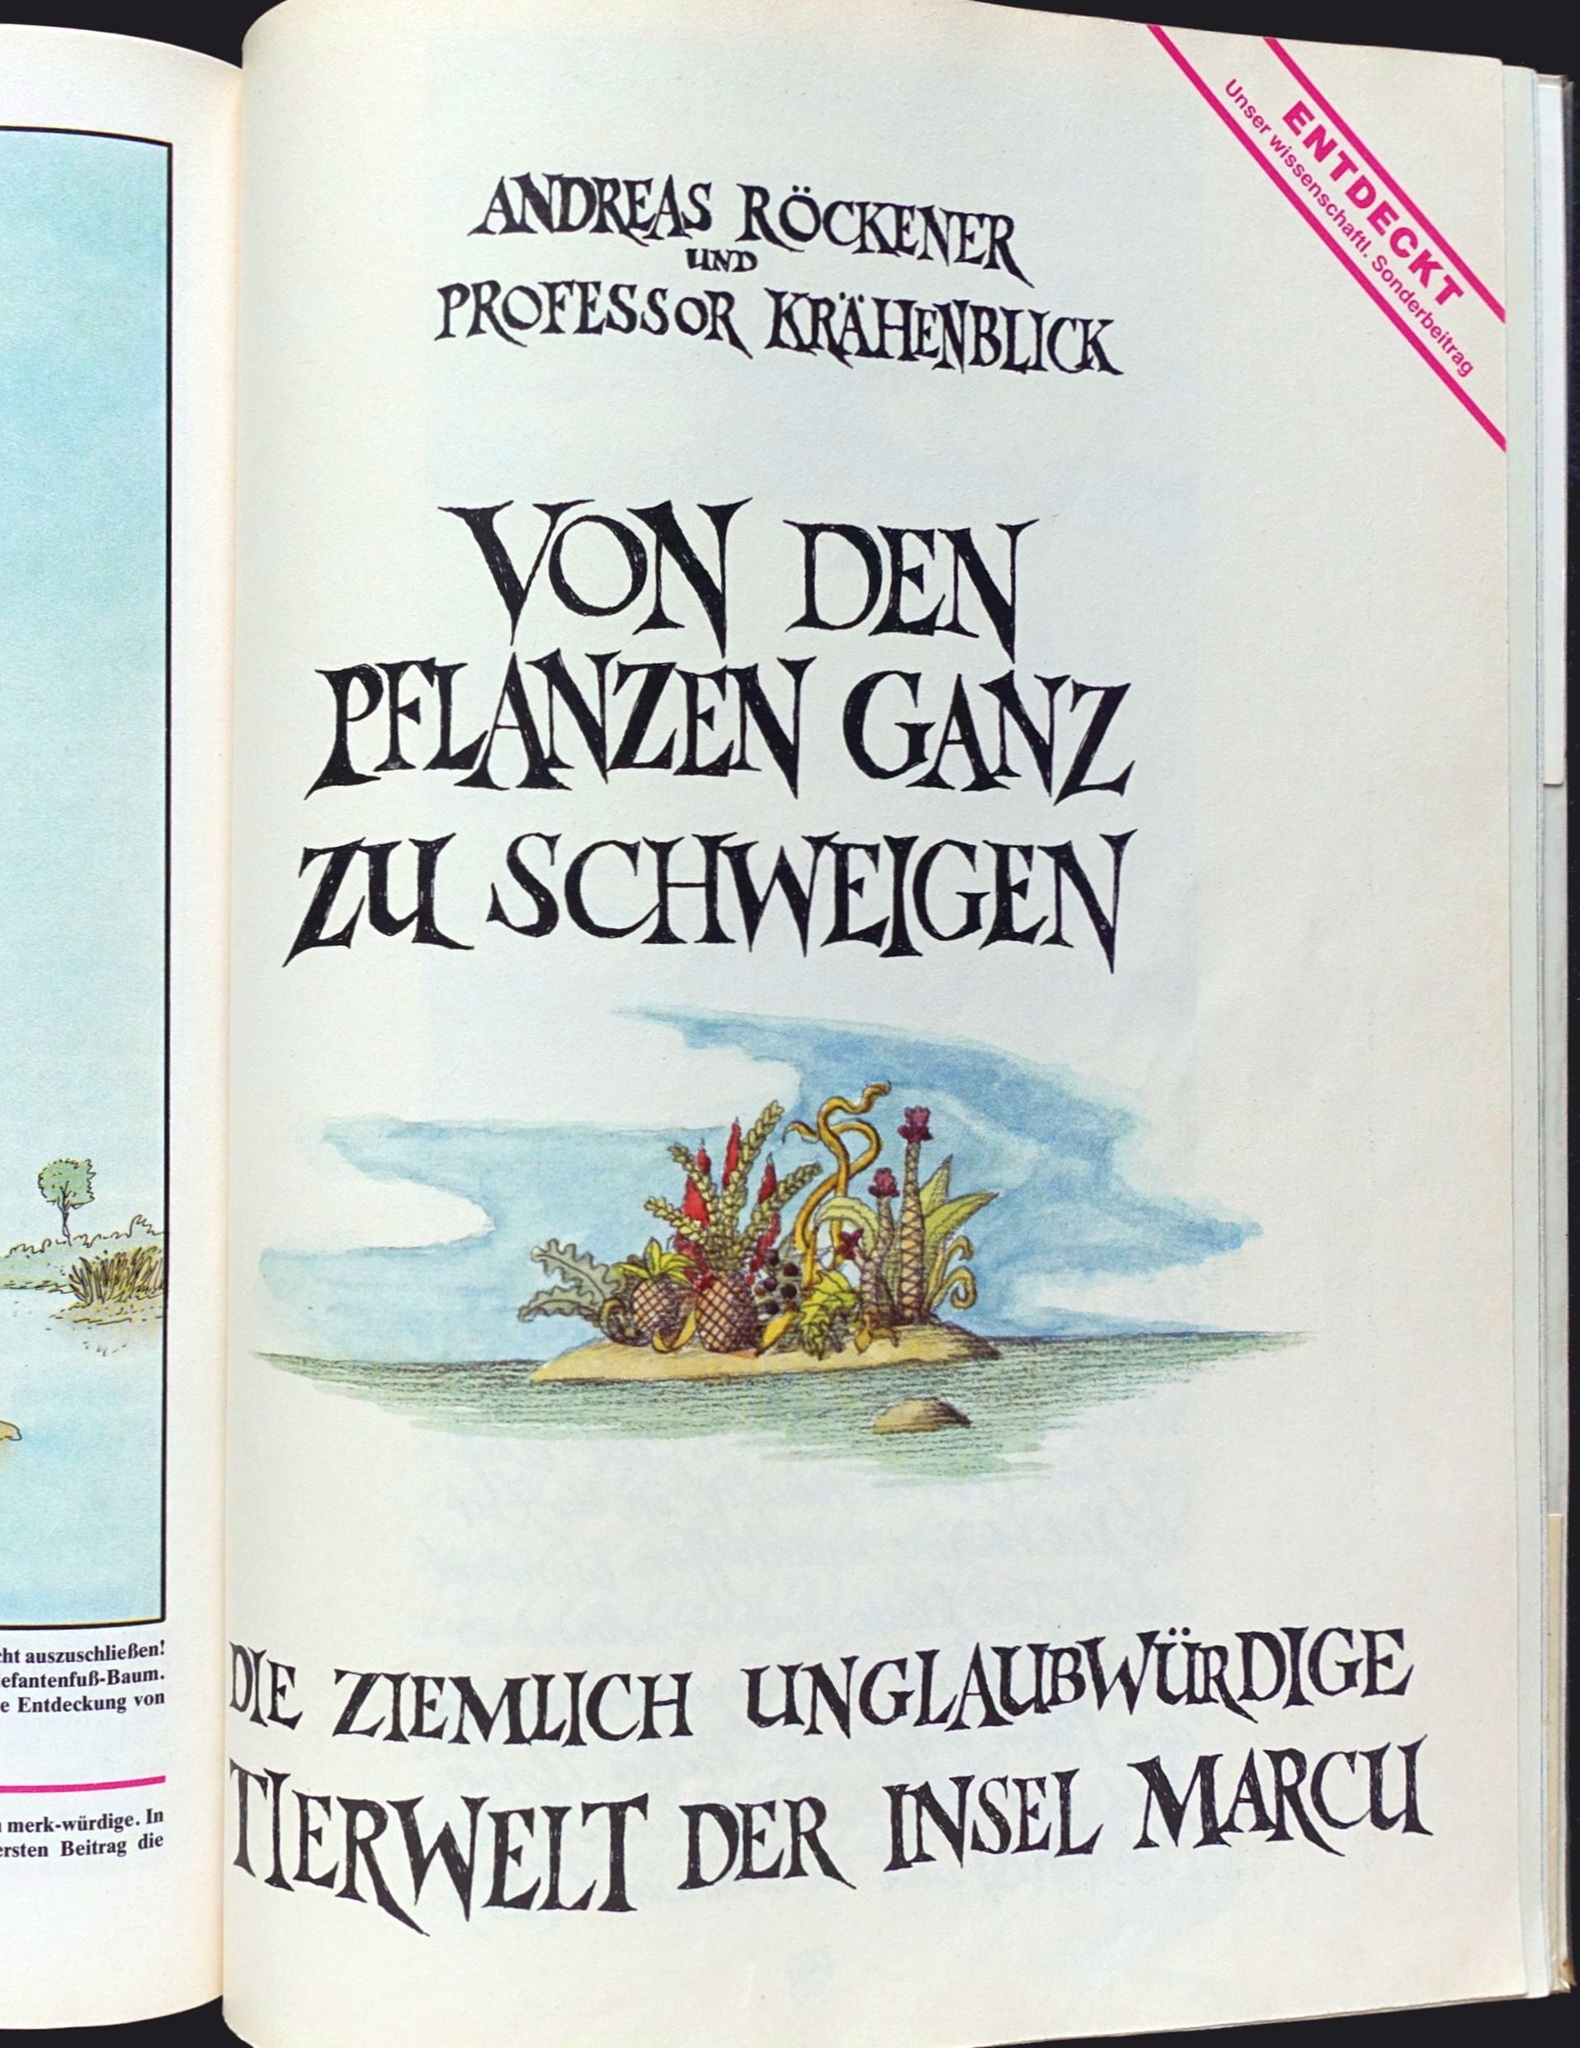 cht auszuschließen!
efantenfuß-Baum.
e Entdeckung von
merk-würdige. In
ersten Beitrag die
ENTDECKT
Unser wissenschaftl. Sonderbeitrag
ANDREAS RÖCKENER
UND
PROFESSOR KRÄHENBLICK
VON DEN
PFLANZEN GANZ
ZU SCHWEIGEN
DIE ZIEMLICH UNGLAUBWÜRDIGE
TIERWELT DER INSEL MARCU